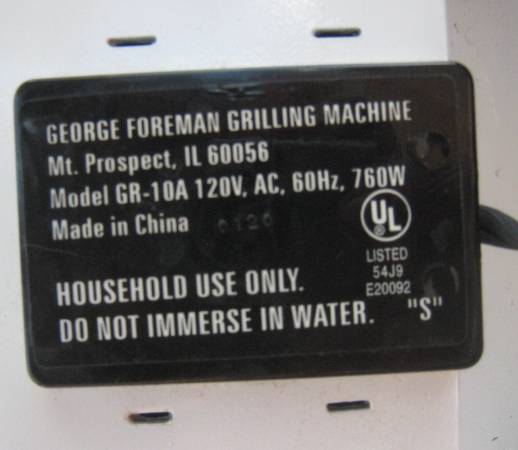 GEORGE FOREMAN GRILLING MACHINE
Mt. Prospect, IL 60056
Model GR-10A 120V, AC, 60Hz, 760W
Made in China 0120
UL
LISTED
54J9
E20092
HOUSEHOLD USE ONLY.
DO NOT IMMERSE IN WATER. "S"